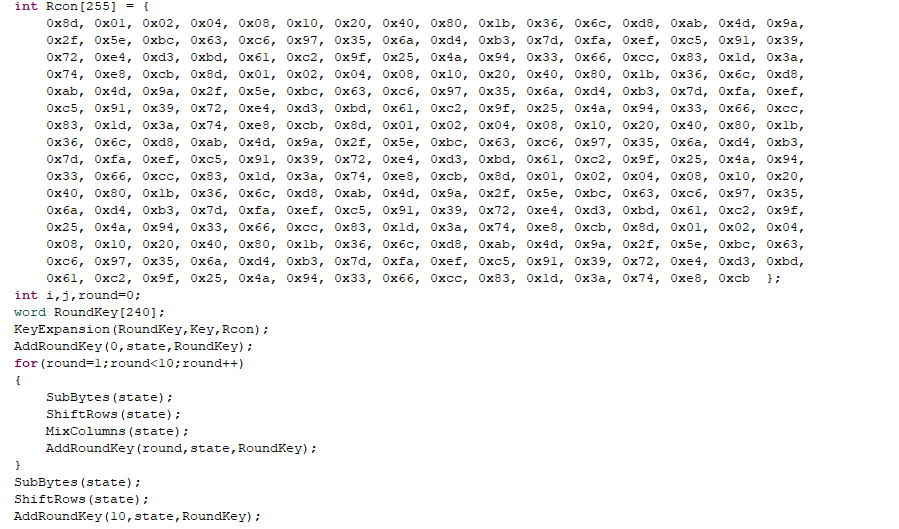 int Rcon[255] = {
0x8d, 0x01, 0x02, 0x04, 0x08, 0x10, 0x20, 0x40, 0x80, 0x1b, 0x36, 0x6c, 0xd8, 0xab, 0x4d, 0x9a,
0x2f, 0x5e, 0xbc, 0x63, 0xc6, 0x97, 0x35, 0x6a, 0xd4, 0xb3, 0x7d, 0xfa, 0xef, 0xc5, 0x91, 0x39,
0x72, 0xe4, 0xd3, 0xbd, 0x61, 0xc2, 0x9f, 0x25, 0x4a, 0x94, 0x33, 0x66, 0xcc, 0x83, 0x1d, 0x3a,
0x74, 0xe8, 0xcb, 0x8d, 0x01, 0x02, 0x04, 0x08, 0x10, 0x20, 0x40, 0x80, 0x1b, 0x36, 0x6c, 0xd8,
0xab, 0x4d, 0x9a, 0x2f, 0x5e, 0xbc, 0x63, 0xc6, 0x97, 0x35, 0x6a, 0xd4, 0xb3, 0x7d, 0xfa, 0xef,
0xc5, 0x91, 0x39, 0x72, 0xe4, 0xd3, 0xbd, 0x61, 0xc2, 0x9f, 0x25, 0x4a, 0x94, 0x33, 0x66, 0xcc,
0x83, 0x1d, 0x3a, 0x74, 0xe8, 0xcb, 0x8d, 0x01, 0x02, 0x04, 0x08, 0x10, 0x20, 0x40, 0x80, 0x1b,
0x36, 0x6c, 0xd8, 0xab, 0x4d, 0x9a, 0x2f, 0x5e, 0xbc, 0x63, 0xc6, 0x97, 0x35, 0x6a, 0xd4, 0xb3,
0x7d, 0xfa, 0xef, 0xc5, 0x91, 0x39, 0x72, 0xe4, 0xd3, 0xbd, 0x61, 0xc2, 0x9f, 0x25, 0x4a, 0x94,
0x33, 0x66, 0xcc, 0x83, 0x1d, 0x3a, 0x74, 0xe8, 0xcb, 0x8d, 0x01, 0x02, 0x04, 0x08, 0x10, 0x20,
0x40, 0x80, 0x1b, 0x36, 0x6c, 0xd8, 0xab, 0x4d, 0x9a, 0x2f, 0x5e, 0xbc, 0x63, 0xc6, 0x97, 0x35,
0x6a, 0xd4, 0xb3, 0x7d, 0xfa, 0xef, 0xc5, 0x91, 0x39, 0x72, 0xe4, 0xd3, 0xbd, 0x61, 0xc2, 0x9f,
0x25, 0x4a, 0x94, 0x33, 0x66, 0xcc, 0x83, 0x1d, 0x3a, 0x74, 0xe8, 0xcb, 0x8d, 0x01, 0x02, 0x04,
0x08, 0x10, 0x20, 0x40, 0x80, 0x1b, 0x36, 0x6c, 0xd8, 0xab, 0x4d, 0x9a, 0x2f, 0x5e, 0xbc, 0x63,
0xc6, 0x97, 0x35, 0x6a, 0xd4, 0xb3, 0x7d, 0xfa, 0xef, 0xc5, 0x91, 0x39, 0x72, 0xe4, 0xd3, 0xbd,
0x61, 0xc2, 0x9f, 0x25, 0x4a, 0x94, 0x33, 0x66, 0xcc, 0x83, 0x1d, 0x3a, 0x74, 0xe8, 0xcb };
int i,j,round=0;
word RoundKey[240];
KeyExpansion(RoundKey,Key,Rcon);
AddRoundKey(0,state,RoundKey);
for(round=1;round<10;round++)
{
SubBytes(state);
ShiftRows(state);
MixColumns(state);
AddRoundKey(round,state,RoundKey);
}
SubBytes(state);
ShiftRows(state);
AddRoundKey(10,state,RoundKey);